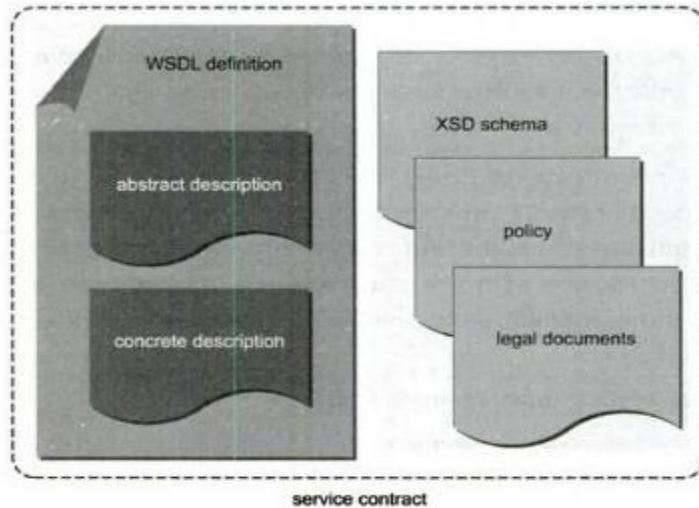 WSDL definition
abstract description
concrete description
XSD schema
policy
legal documents
service contract